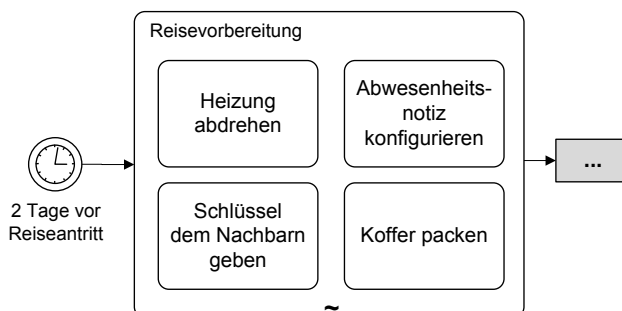 Reisevorbereitung
Heizung
abdrehen
Abwesenheits-
notiz
konfigurieren
2 Tage vor
Reiseantritt
Schlüssel
dem Nachbarn
geben
Koffer packen
...
~